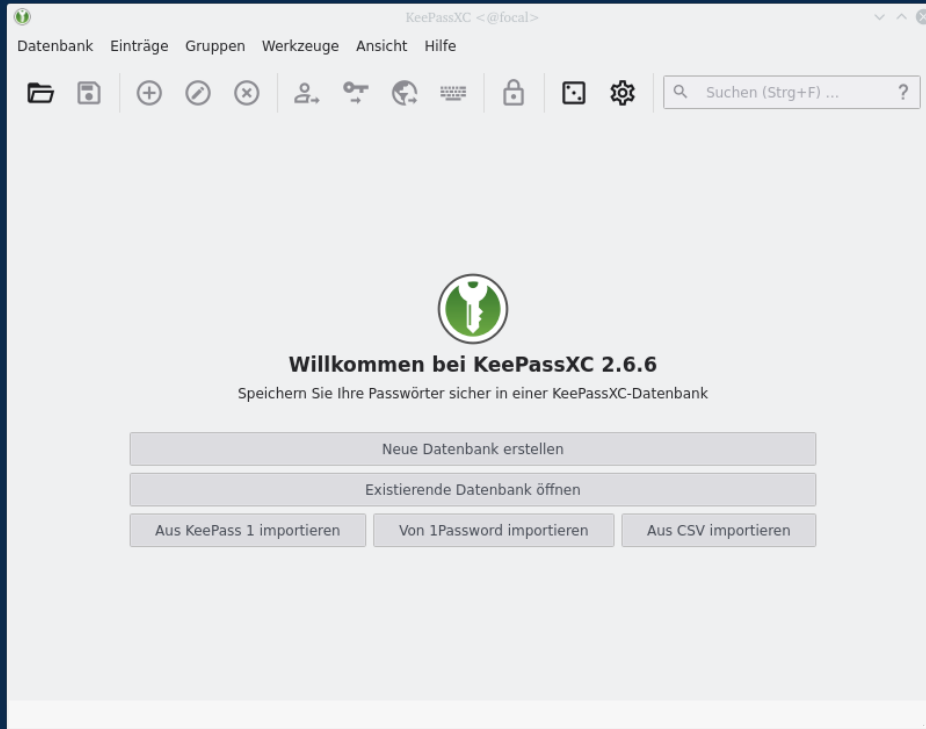 KeePassXC <@focal>
Datenbank Einträge Gruppen Werkzeuge Ansicht Hilfe
Suchen (Strg+F) ... ?
Willkommen bei KeePassXC 2.6.6
Speichern Sie Ihre Passwörter sicher in einer KeePassXC-Datenbank
Neue Datenbank erstellen
Existierende Datenbank öffnen
Aus KeePass 1 importieren Von 1Password importieren Aus CSV importieren